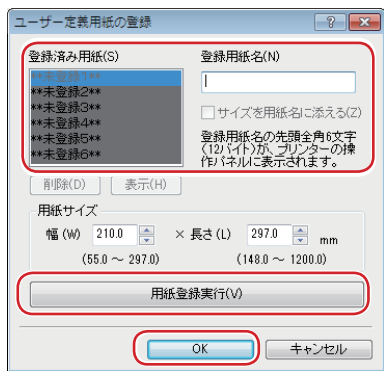 ユーザー定義用紙の登録
登録済み用紙(S)
登録用紙名(N)
**未登録1**
**未登録2**
**未登録3**
**未登録4**
**未登録5**
**未登録6**
サイズを用紙名に添える(Z)
登録用紙名の先頭全角6文字
(12バイト)が、プリンターの操
作パネルに表示されます。
削除(D) 表示(H)
用紙サイズ
幅(W) 210.0 × 長さ(L) 297.0 mm
(55.0 ～ 297.0) (148.0 ～ 1200.0)
用紙登録実行(V)
OK キャンセル